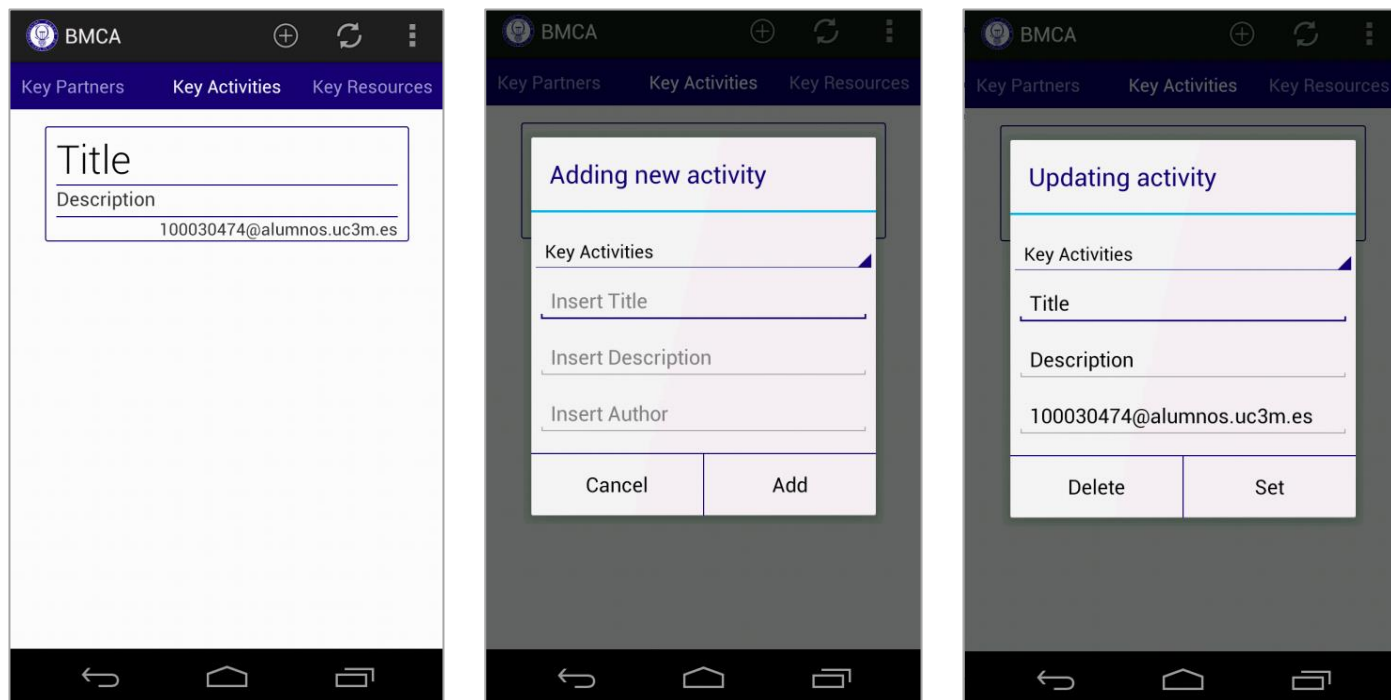 BMCA
Key Partners Key Activities Key Resources
Title
Description
100030474@alumnos.uc3m.es
BMCA
Key Partners Key Activities Key Resources
Adding new activity
Key Activities
Insert Title
Insert Description
Insert Author
Cancel Add
BMCA
Key Partners Key Activities Key Resources
Updating activity
Key Activities
Title
Description
100030474@alumnos.uc3m.es
Delete Set